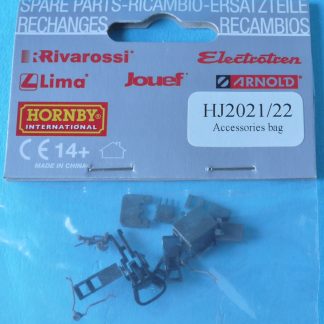 SPARE PARTS-RICAMBIO-ERSATZTEILE
RECHANGES
RECAMBIOS
Rivarossi
Electrotren
Lima
Jouef
ARNOLD
HORNBY
INTERNATIONAL
HJ2021/22
Accessories bag
CE 14+
MADE IN CHINA